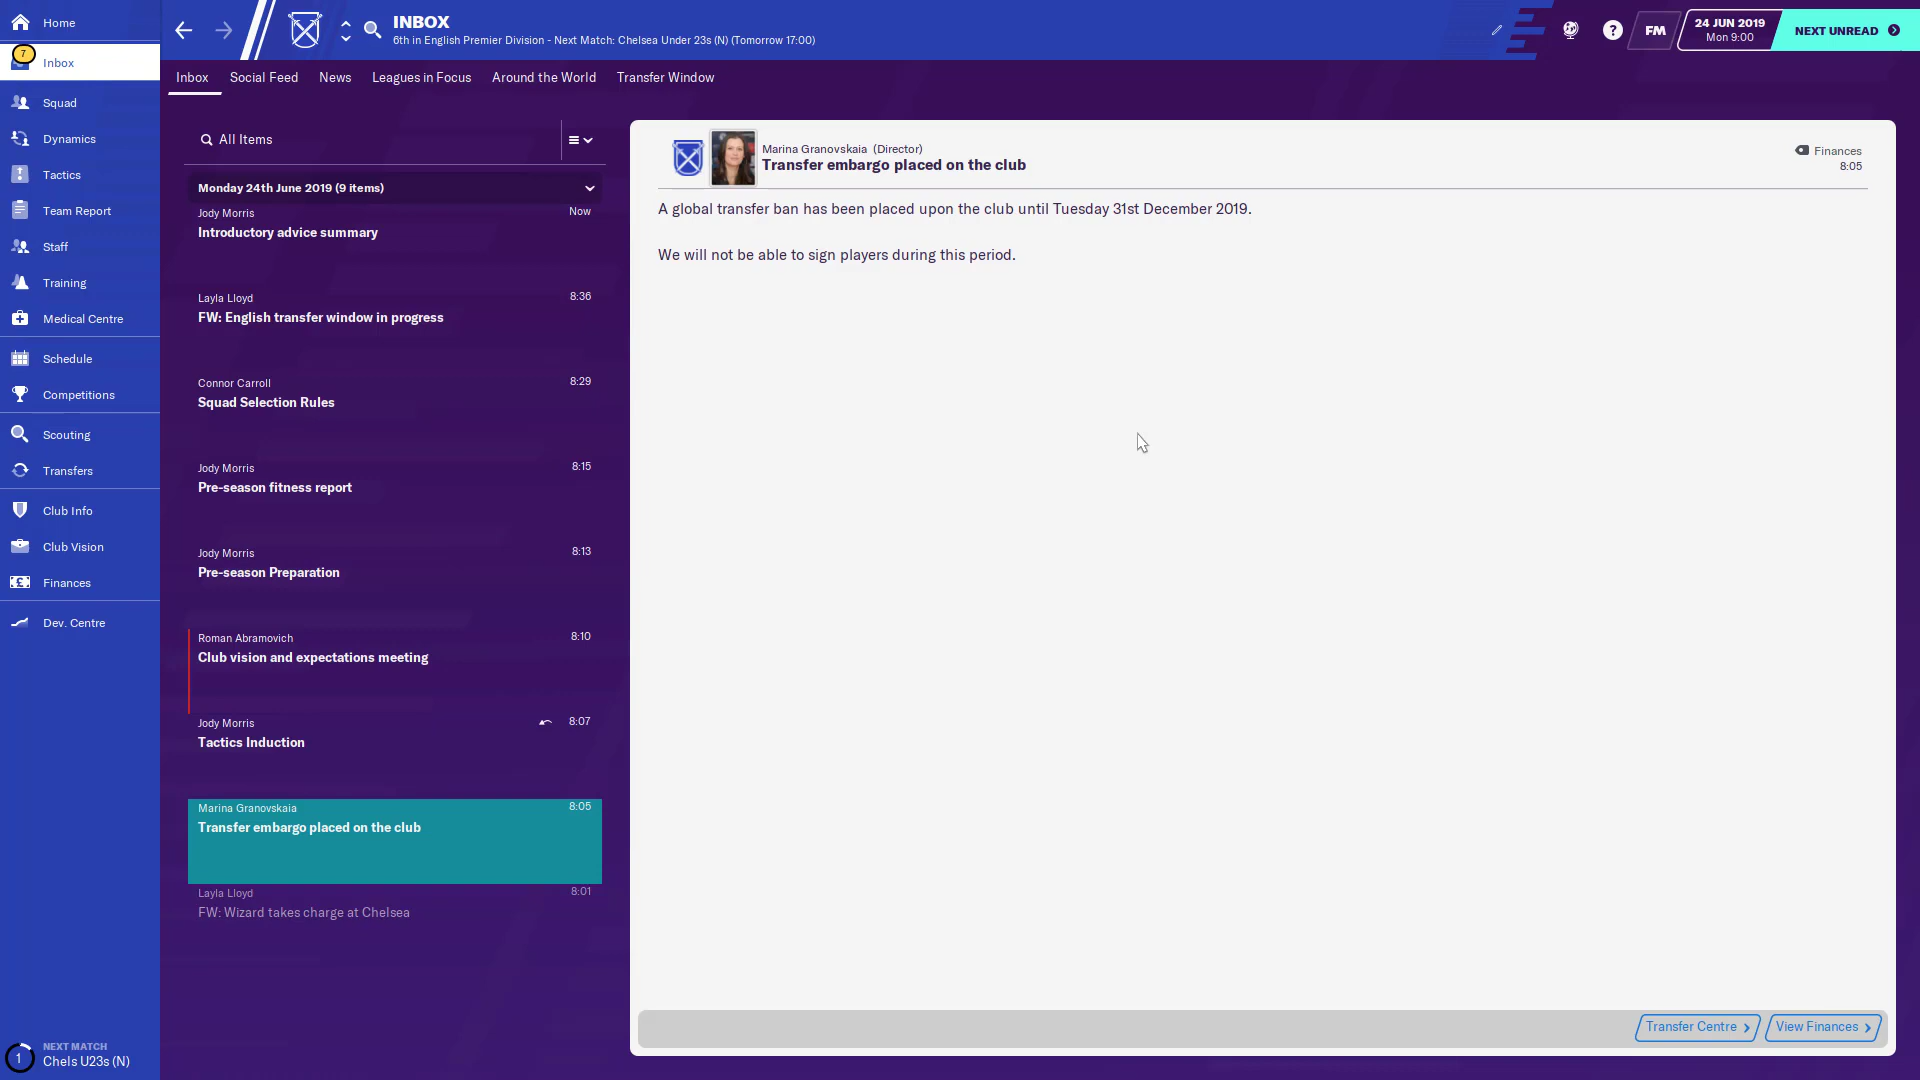 Home
7
Inbox
Squad
Dynamics
Tactics
Team Report
Staff
Training
Medical Centre
Schedule
Competitions
Scouting
Transfers
Club Info
Club Vision
Finances
Dev. Centre
1
NEXT MATCH
Chels U23s (N)
INBOX
6th in English Premier Division - Next Match: Chelsea Under 23s (N) (Tomorrow 17:00)
?
FM
24 JUN 2019
Mon 9:00
NEXT UNREAD
Inbox Social Feed News Leagues in Focus Around the World Transfer Window
All Items
Monday 24th June 2019 (9 items)
Jody Morris Now
Introductory advice summary
Layla Lloyd 8:36
FW: English transfer window in progress
Connor Carroll 8:29
Squad Selection Rules
Jody Morris 8:15
Pre-season fitness report
Jody Morris 8:13
Pre-season Preparation
Roman Abramovich 8:10
Club vision and expectations meeting
Jody Morris 8:07
Tactics Induction
Marina Granovskaia 8:05
Transfer embargo placed on the club
Layla Lloyd 8:01
FW: Wizard takes charge at Chelsea
Marina Granovskaia (Director)
Transfer embargo placed on the club
Finances
8:05
A global transfer ban has been placed upon the club until Tuesday 31st December 2019.
We will not be able to sign players during this period.
Transfer Centre
View Finances